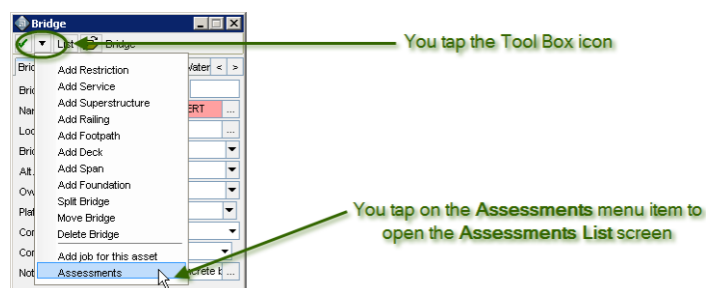 Bridge
List Bridge
You tap the Tool Box icon
Brid Water < >
Add Restriction
Add Service
Add Superstructure
Add Railing
Add Footpath
Add Deck
Add Span
Add Foundation
Split Bridge
Move Bridge
Delete Bridge
Add job for this asset
Assessments
Bric
Nar ERT ...
Loc ...
Bric
Alt.
Ow
Plat
Cor
Cor
Not ncrete b ...
You tap on the Assessments menu item to
open the Assessments List screen